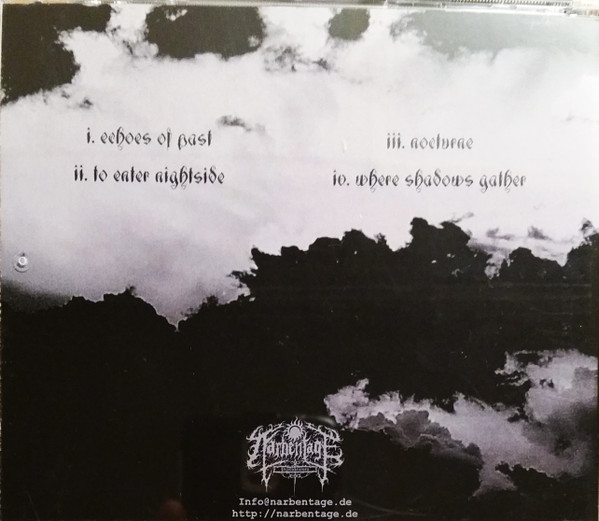 i. echoes of past
ii. to enter nightside
iii. nocturne
iv. where shadows gather
Narbentage
Info@narbentage.de
http://narbentage.de